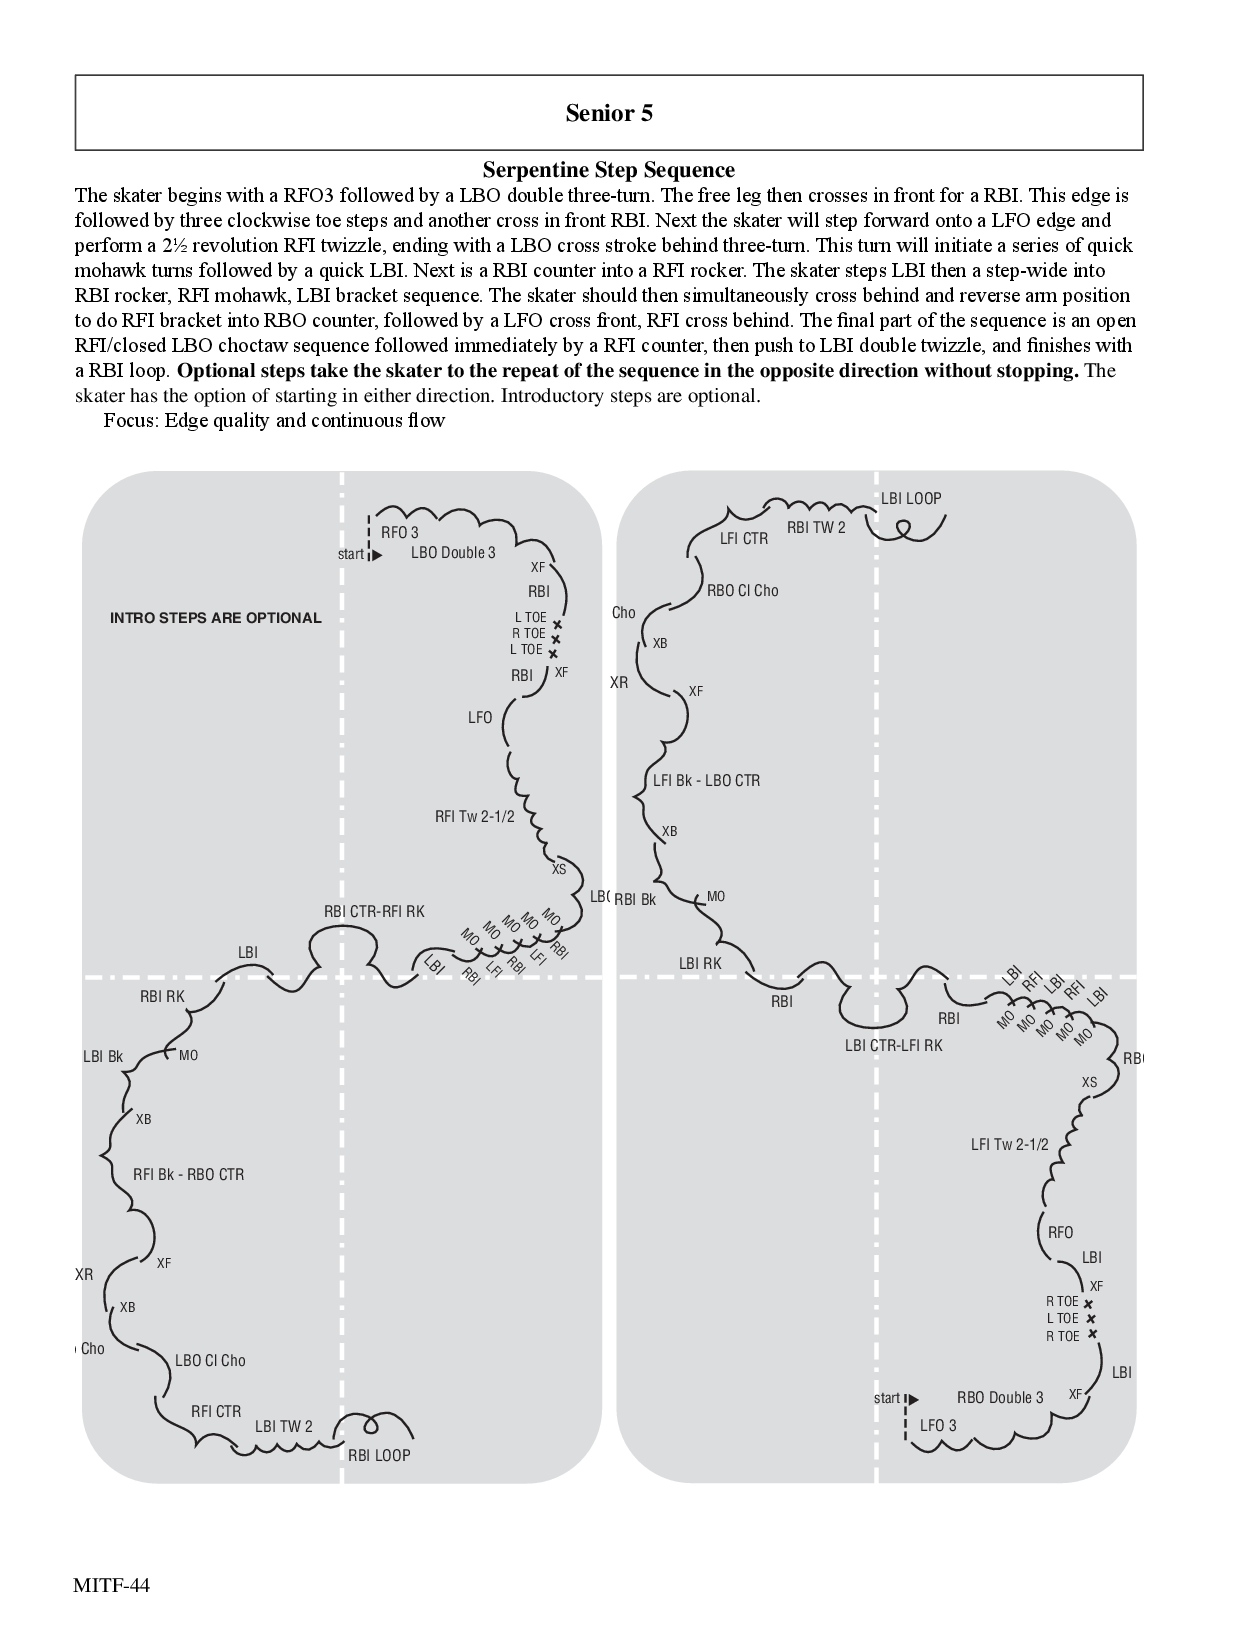 Senior 5
Serpentine Step Sequence
The skater begins with a RFO3 followed by a LBO double three-turn. The free leg then crosses in front for a RBI. This edge is
followed by three clockwise toe steps and another cross in front RBI. Next the skater will step forward onto a LFO edge and
perform a 2½ revolution RFI twizzle, ending with a LBO cross stroke behind three-turn. This turn will initiate a series of quick
mohawk turns followed by a quick LBI. Next is a RBI counter into a RFI rocker. The skater steps LBI then a step-wide into
RBI rocker, RFI mohawk, LBI bracket sequence. The skater should then simultaneously cross behind and reverse arm position
to do RFI bracket into RBO counter, followed by a LFO cross front, RFI cross behind. The final part of the sequence is an open
RFI/closed LBO choctaw sequence followed immediately by a RFI counter, then push to LBI double twizzle, and finishes with
a RBI loop. Optional steps take the skater to the repeat of the sequence in the opposite direction without stopping. The
skater has the option of starting in either direction. Introductory steps are optional.
Focus: Edge quality and continuous flow
RFO 3
start
LBO Double 3
XF
RBI
INTRO STEPS ARE OPTIONAL
L TOE
R TOE
L TOE
RBI
XF
LFO
RFI Tw 2-1/2
XS
LBO
MO
MO
MO
MO
MO
RBI CTR-RFI RK
LBI
RBI
LFI
RBI
LFI
RBI
LBI
RBI RK
LBI Bk
MO
XB
RFI Bk - RBO CTR
XF
XR
XB
Cho
LBO Cl Cho
RFI CTR
LBI TW 2
RBI LOOP
LBI LOOP
RBI TW 2
LFI CTR
RBO Cl Cho
Cho
XB
XR
XF
LFI Bk - LBO CTR
XB
RBI Bk
MO
LBI RK
RBI
LBI CTR-LFI RK
RBI
LBI
RFI
LBI
RFI
LBI
MO
MO
MO
MO
MO
RBO
XS
LFI Tw 2-1/2
RFO
LBI
XF
R TOE
L TOE
R TOE
LBI
XF
start
RBO Double 3
LFO 3
MITF-44